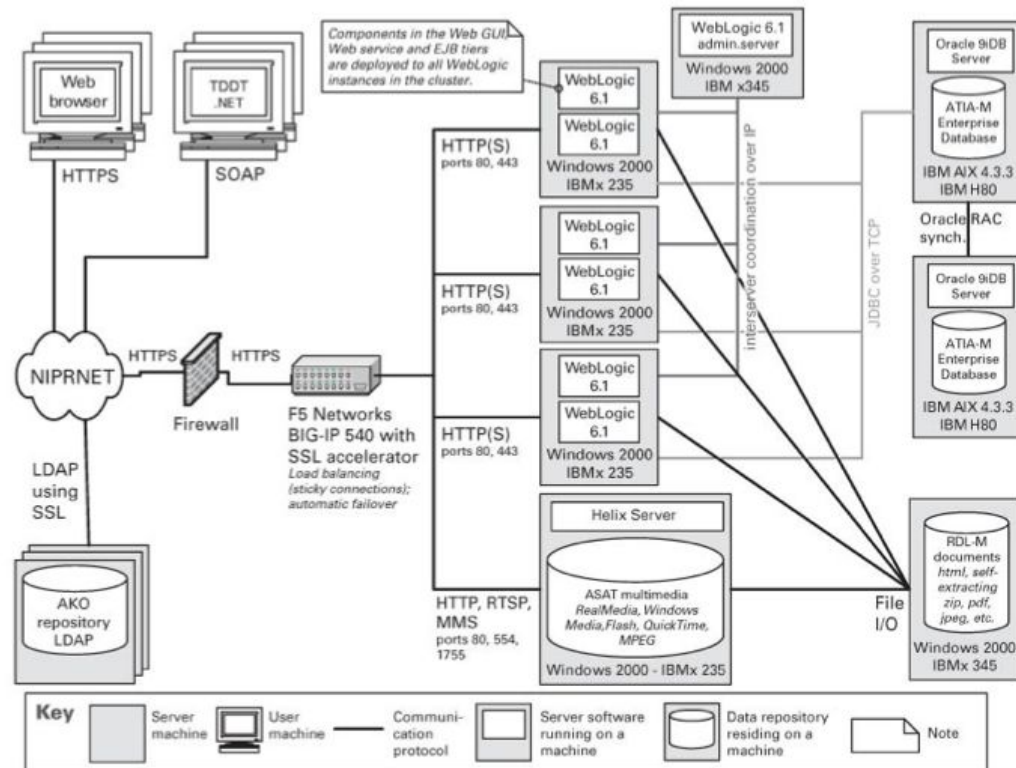 Web
browser
TDDT
.NET
HTTPS
SOAP
Components in the Web GUI,
Web service and EJB tiers
are deployed to all WebLogic
instances in the cluster.
WebLogic 6.1
admin.server
Windows 2000
IBM x345
Oracle 9iDB
Server
ATIA-M
Enterprise
Database
IBM AIX 4.3.3
IBM H80
WebLogic
6.1
WebLogic
6.1
Windows 2000
IBMx 235
HTTP(S)
ports 80, 443
interserver coordination over IP
JDBC over TCP
Oracle RAC
synch.
WebLogic
6.1
WebLogic
6.1
Windows 2000
IBMx 235
HTTP(S)
ports 80, 443
Oracle 9iDB
Server
ATIA-M
Enterprise
Database
IBM AIX 4.3.3
IBM H80
NIPRNET
HTTPS
HTTPS
Firewall
F5 Networks
BIG-IP 540 with
SSL accelerator
Load balancing
(sticky connections);
automatic failover
WebLogic
6.1
WebLogic
6.1
Windows 2000
IBMx 235
HTTP(S)
ports 80, 443
LDAP
using
SSL
AKO
repository
LDAP
Helix Server
ASAT multimedia
RealMedia, Windows
Media,Flash, QuickTime,
MPEG
Windows 2000 - IBMx 235
HTTP, RTSP,
MMS
ports 80, 554,
1755
File
I/O
RDL-M
documents
html, self-
extracting
zip, pdf,
jpeg, etc.
Windows 2000
IBMx 345
Key
Server
machine
User
machine
Communi-
cation
protocol
Server software
running on a
machine
Data repository
residing on a
machine
Note